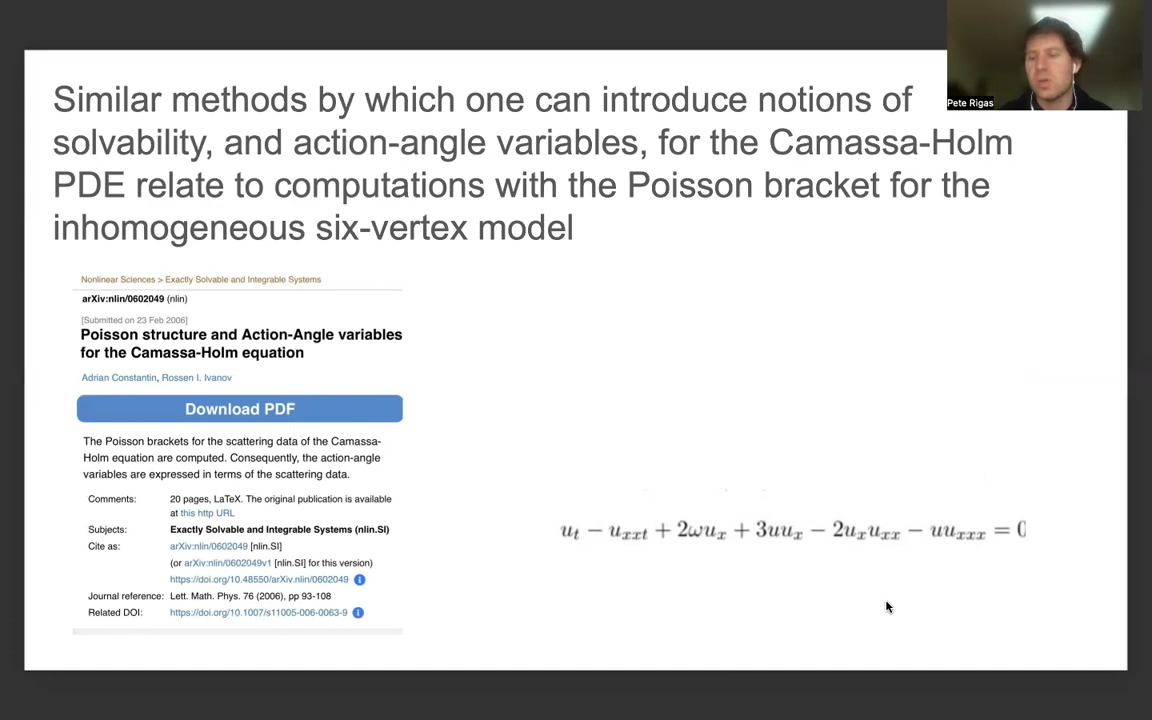 Similar methods by which one can introduce notions of
solvability, and action-angle variables, for the Camassa-Holm
PDE relate to computations with the Poisson bracket for the
inhomogeneous six-vertex model
Pete Rigas
Nonlinear Sciences > Exactly Solvable and Integrable Systems
arXiv:nlin/0602049 (nlin)
[Submitted on 23 Feb 2006]
Poisson structure and Action-Angle variables
for the Camassa-Holm equation
Adrian Constantin, Rossen I. Ivanov
Download PDF
The Poisson brackets for the scattering data of the Camassa-
Holm equation are computed. Consequently, the action-angle
variables are expressed in terms of the scattering data.
Comments: 20 pages, LaTeX. The original publication is available
at this http URL
Subjects: Exactly Solvable and Integrable Systems (nlin.SI)
Cite as: arXiv:nlin/0602049 [nlin.SI]
(or arXiv:nlin/0602049v1 [nlin.SI] for this version)
https://doi.org/10.48550/arXiv.nlin/0602049 i
Journal reference: Lett. Math. Phys. 76 (2006), pp 93-108
Related DOI: https://doi.org/10.1007/s11005-006-0063-9 i
u_t − u_{xxt} + 2ωu_x + 3uu_x − 2u_xu_{xx} − uu_{xxx} = 0